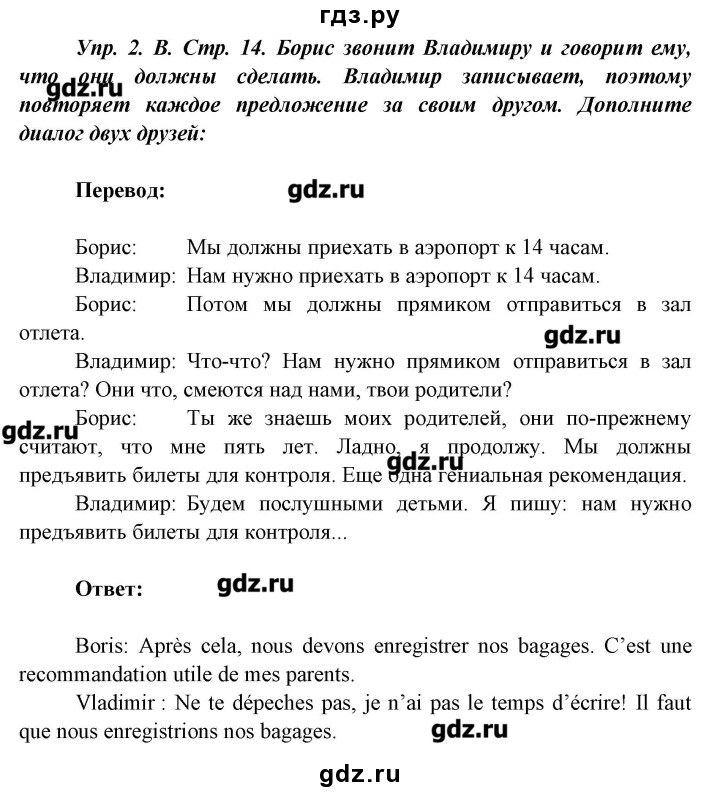 гдз.ру
Упр. 2. В. Стр. 14. Борис звонит Владимиру и говорит ему,
что они должны сделать. Владимир записывает, поэтому
gdz.ru
повторяет каждое предложение за своим другом. Дополните
диалог двух друзей:
Перевод:
gdz.ru
Борис: Мы должны приехать в аэропорт к 14 часам.
Владимир: Нам нужно приехать в аэропорт к 14 часам.
Борис: Потом мы должны прямиком отправиться в зал
отлета.
gdz.ru
Владимир: Что-что? Нам нужно прямиком отправиться в зал
отлета? Они что, смеются над нами, твои родители?
Борис: Ты же знаешь моих родителей, они по-прежнему
gdz.ru
считают, что мне пять лет. Ладно, я продолжу. Мы должны
gdz.ru
предъявить билеты для контроля. Еще одна гениальная рекомендация.
Владимир: Будем послушными детьми. Я пишу: нам нужно
предъявить билеты для контроля...
Ответ:
gdz.ru
Boris: Après cela, nous devons enregistrer nos bagages. C’est une
recommandation utile de mes parents.
Vladimir : Ne te dépeches pas, je n’ai pas le temps d’écrire! Il faut
que nous enregistrions nos bagages.
gdz.ru
gdz.ru